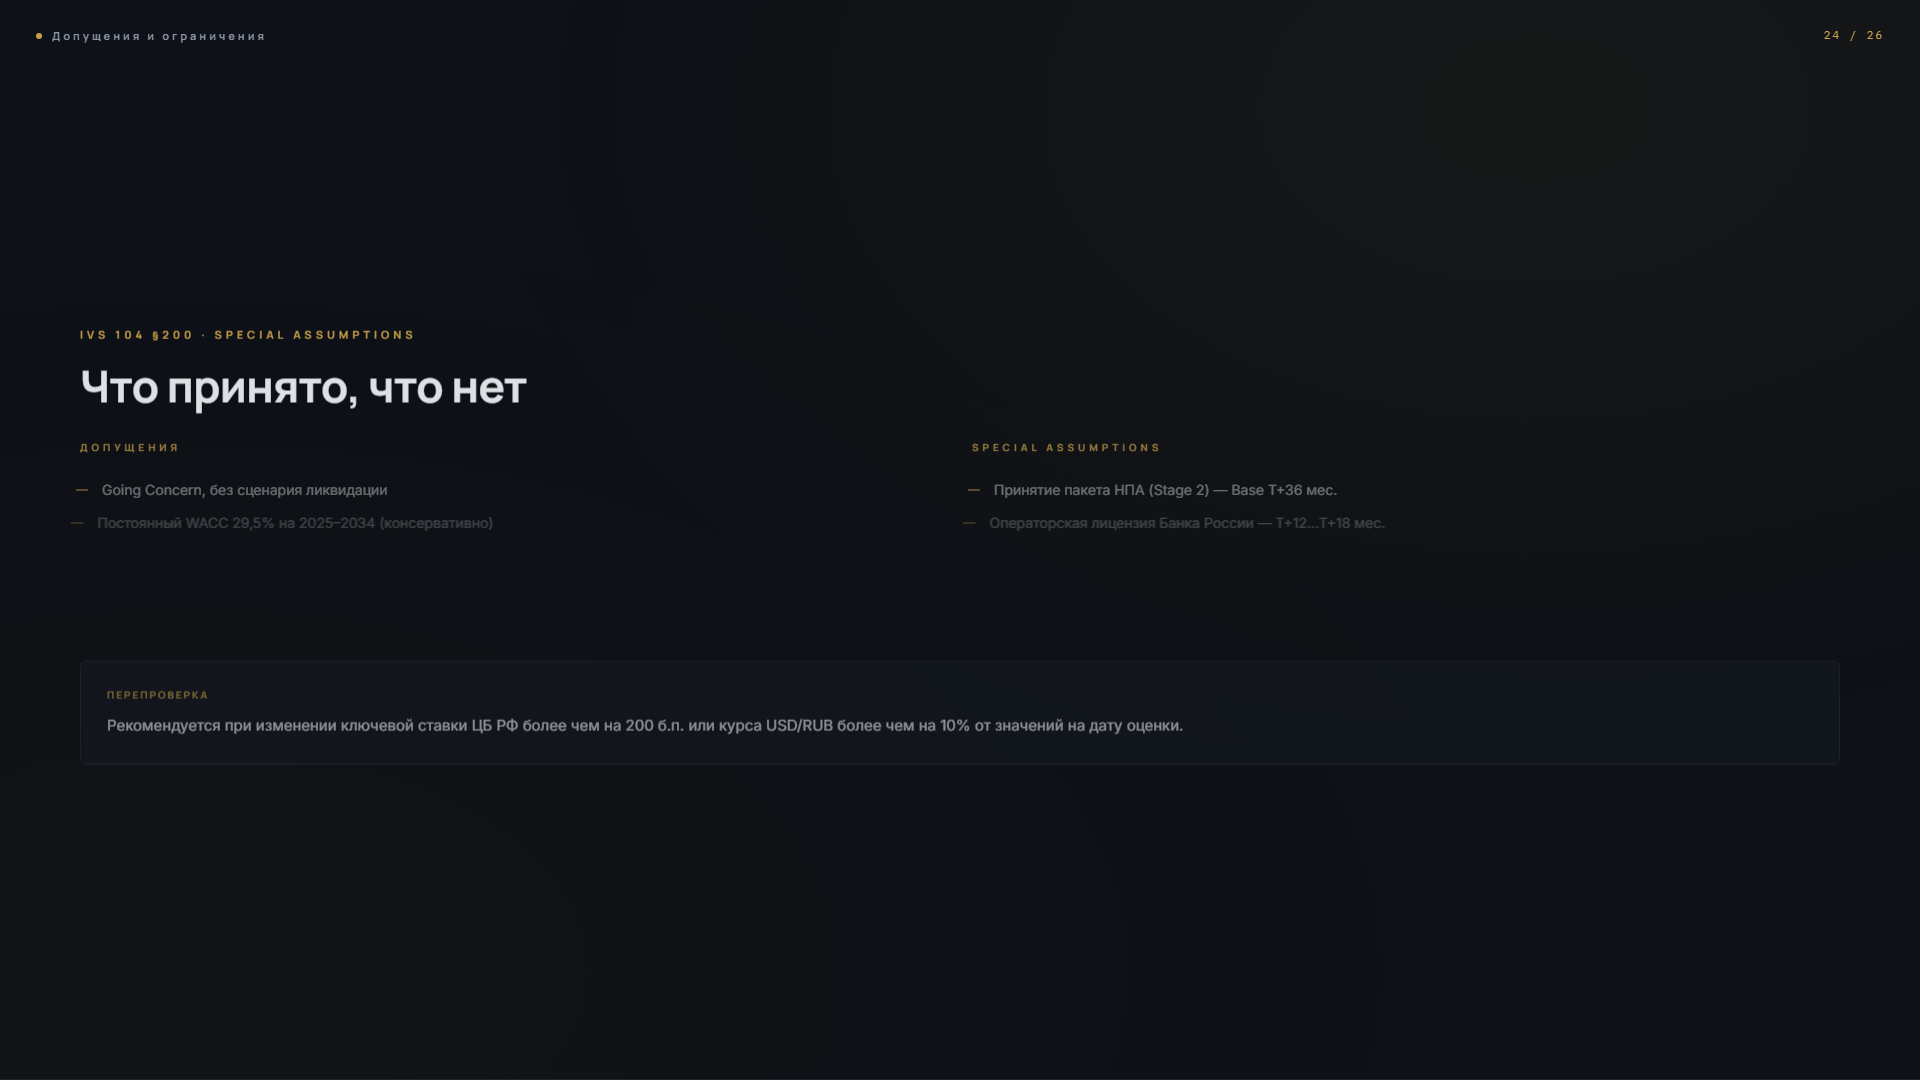 Допущения и ограничения
24 / 26
IVS 104 §200 · SPECIAL ASSUMPTIONS
Что принято, что нет
ДОПУЩЕНИЯ
— Going Concern, без сценария ликвидации
— Постоянный WACC 29,5% на 2025–2034 (консервативно)
SPECIAL ASSUMPTIONS
— Принятие пакета НПА (Stage 2) — Base T+36 мес.
— Операторская лицензия Банка России — T+12...T+18 мес.
ПЕРЕПРОВЕРКА
Рекомендуется при изменении ключевой ставки ЦБ РФ более чем на 200 б.п. или курса USD/RUB более чем на 10% от значений на дату оценки.